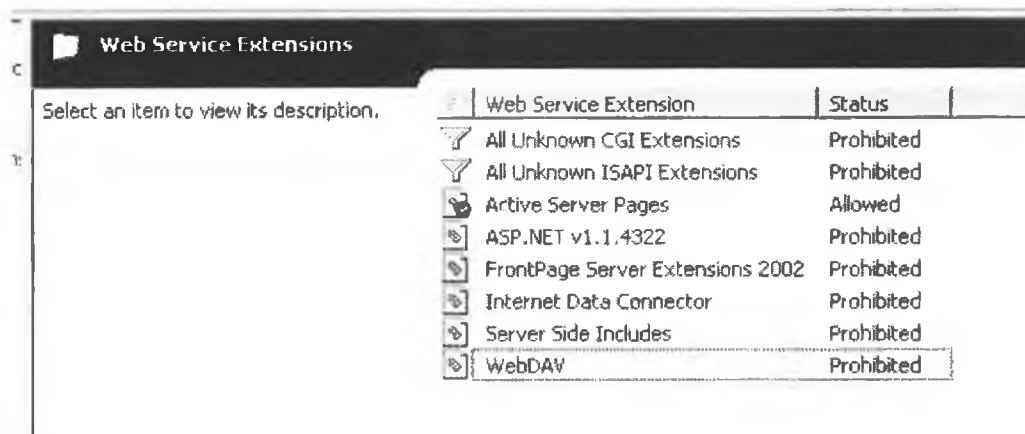 Web Service Extensions
Select an item to view its description.
Web Service Extension Status
All Unknown CGI Extensions Prohibited
All Unknown ISAPI Extensions Prohibited
Active Server Pages Allowed
ASP.NET v1.1.4322 Prohibited
FrontPage Server Extensions 2002 Prohibited
Internet Data Connector Prohibited
Server Side Includes Prohibited
WebDAV Prohibited